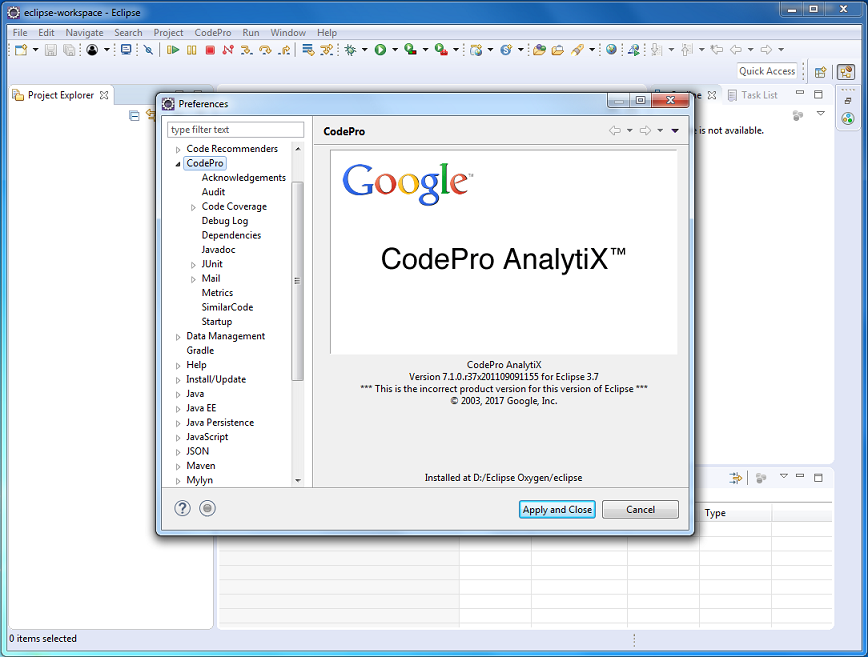 eclipse-workspace - Eclipse
File Edit Navigate Search Project CodePro Run Window Help
Quick Access
Project Explorer
Task List
e is not available.
Preferences
type filter text
Code Recommenders
CodePro
Acknowledgements
Audit
Code Coverage
Debug Log
Dependencies
Javadoc
JUnit
Mail
Metrics
SimilarCode
Startup
Data Management
Gradle
Help
Install/Update
Java
Java EE
Java Persistence
JavaScript
JSON
Maven
Mylyn
CodePro
Google™
CodePro AnalytiX™
CodePro AnalytiX
Version 7.1.0.r37x201109091155 for Eclipse 3.7
*** This is the incorrect product version for this version of Eclipse ***
© 2003, 2017 Google, Inc.
Installed at D:/Eclipse Oxygen/eclipse
Apply and Close
Cancel
Type
0 items selected